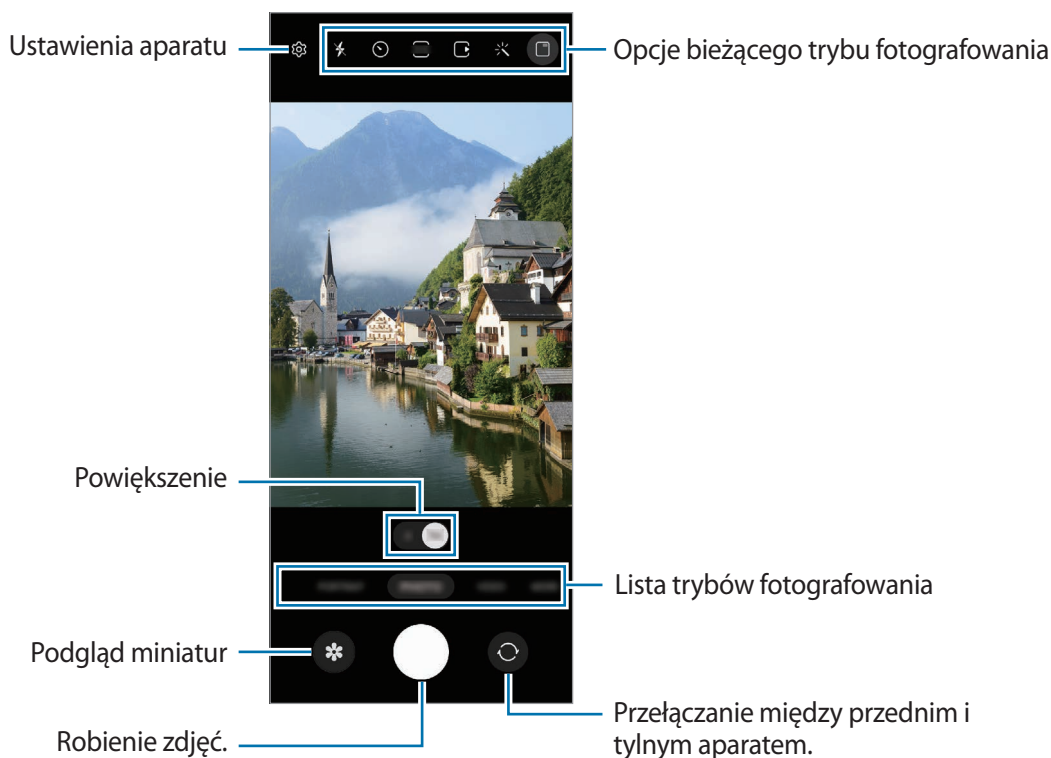 Ustawienia aparatu
Opcje bieżącego trybu fotografowania
Powiększenie
Lista trybów fotografowania
Podgląd miniatur
Robienie zdjęć.
Przełączanie między przednim i
tylnym aparatem.